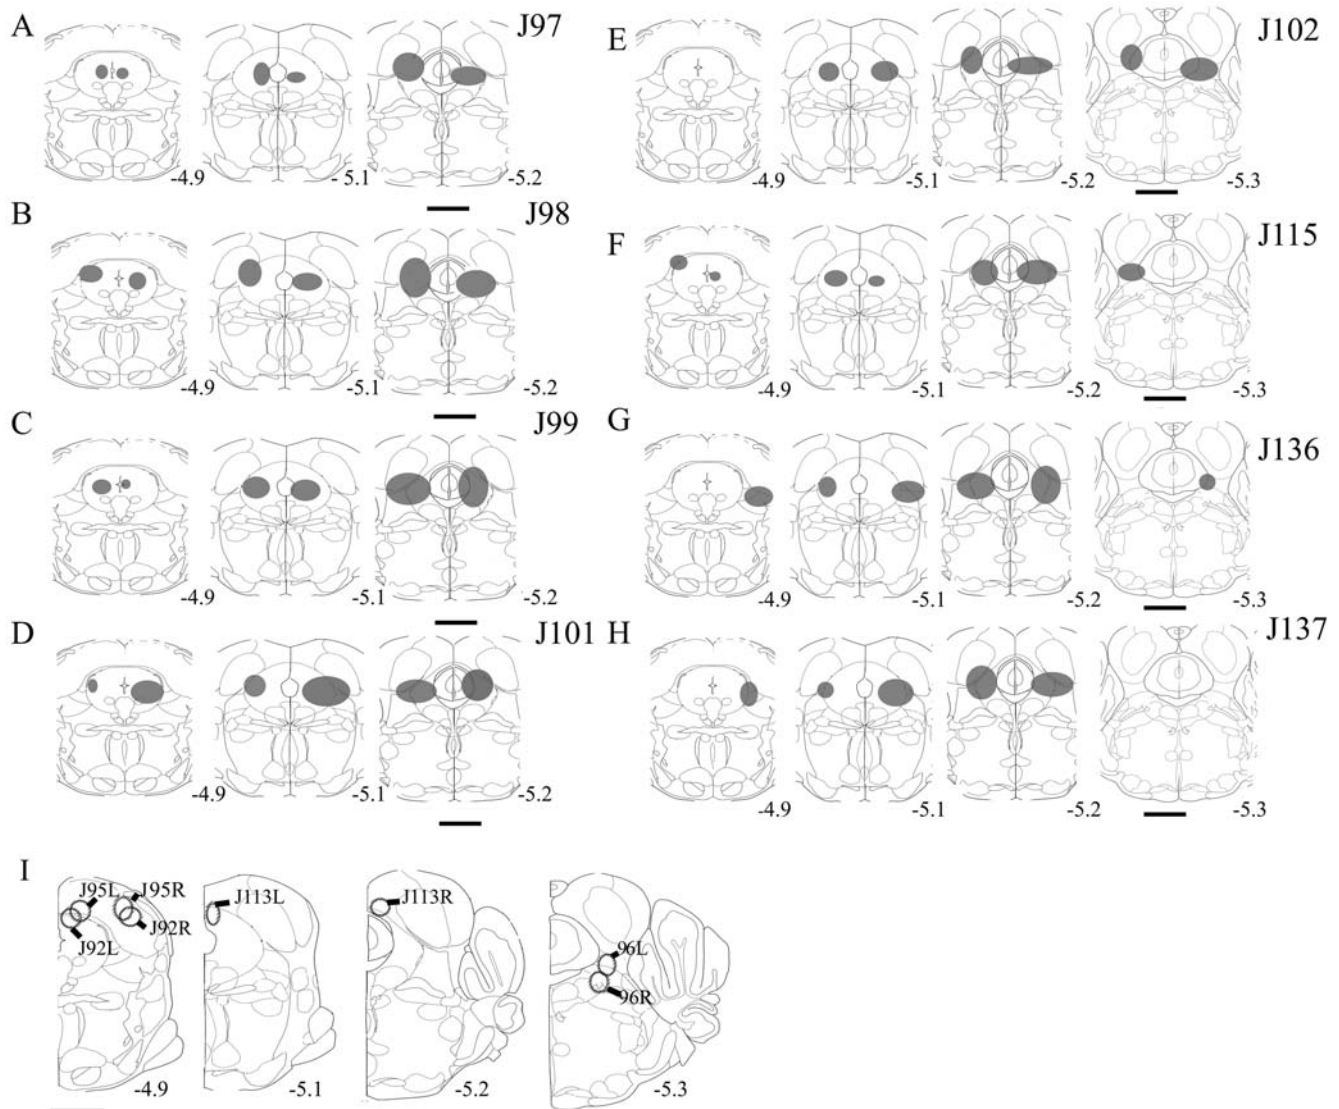 A J97
-4.9 -5.1 -5.2
B J98
-4.9 -5.1 -5.2
C J99
-4.9 -5.1 -5.2
D J101
-4.9 -5.1 -5.2
E J102
-4.9 -5.1 -5.2 -5.3
F J115
-4.9 -5.1 -5.2 -5.3
G J136
-4.9 -5.1 -5.2 -5.3
H J137
-4.9 -5.1 -5.2 -5.3
I
J95L J95R J113L J113R
J92L J92R 96L
96R
-4.9 -5.1 -5.2 -5.3